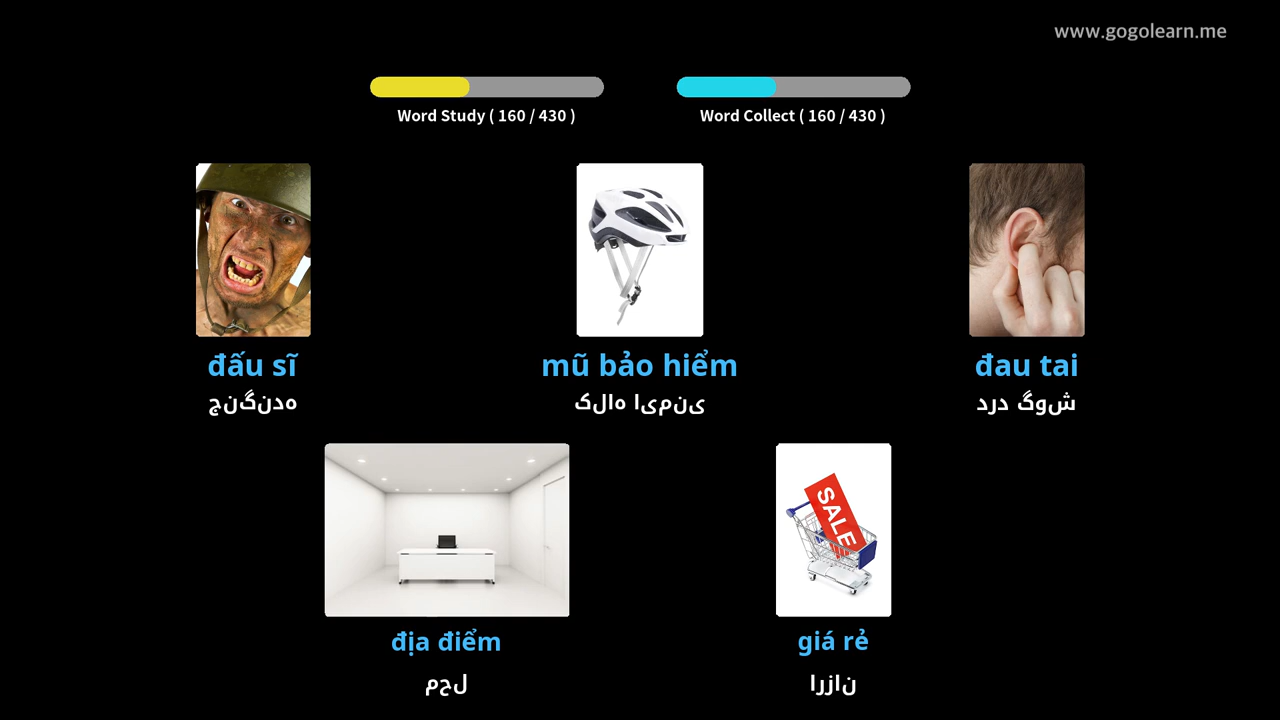 www.gogolearn.me
Word Study ( 160 / 430 )
Word Collect ( 160 / 430 )
đấu sĩ
جنگنده
mũ bảo hiểm
کلاه ایمنی
đau tai
درد گوش
SALE
địa điểm
محل
giá rẻ
ارزان